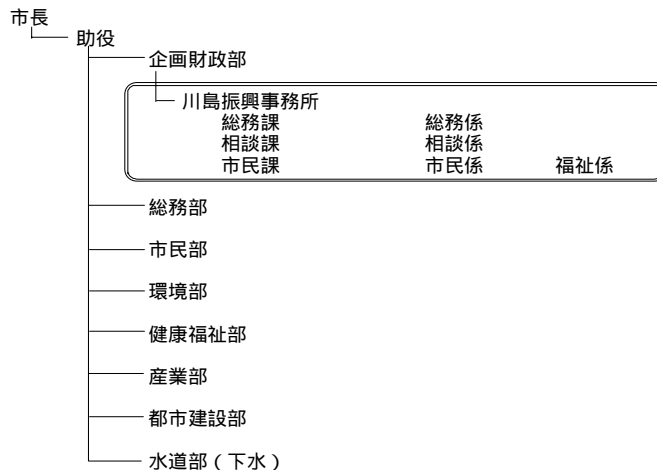 市長
助役
企画財政部
川島振興事務所
総務課 総務係
相談課 相談係
市民課 市民係 福祉係
総務部
市民部
環境部
健康福祉部
産業部
都市建設部
水道部（下水）